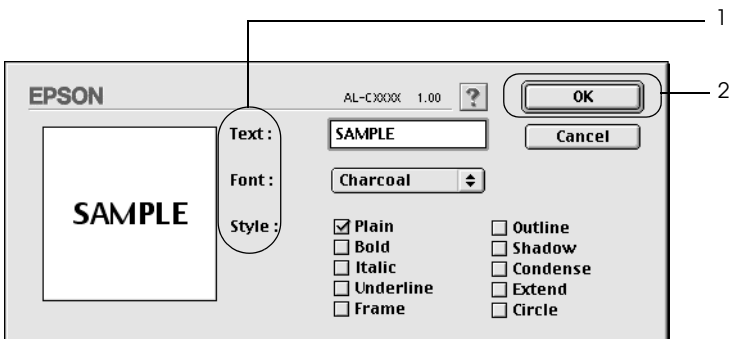 1
EPSON AL-CXXXX 1.00 ? OK 2
Text : SAMPLE Cancel
Font : Charcoal
SAMPLE
Style : Plain Outline
Bold Shadow
Italic Condense
Underline Extend
Frame Circle